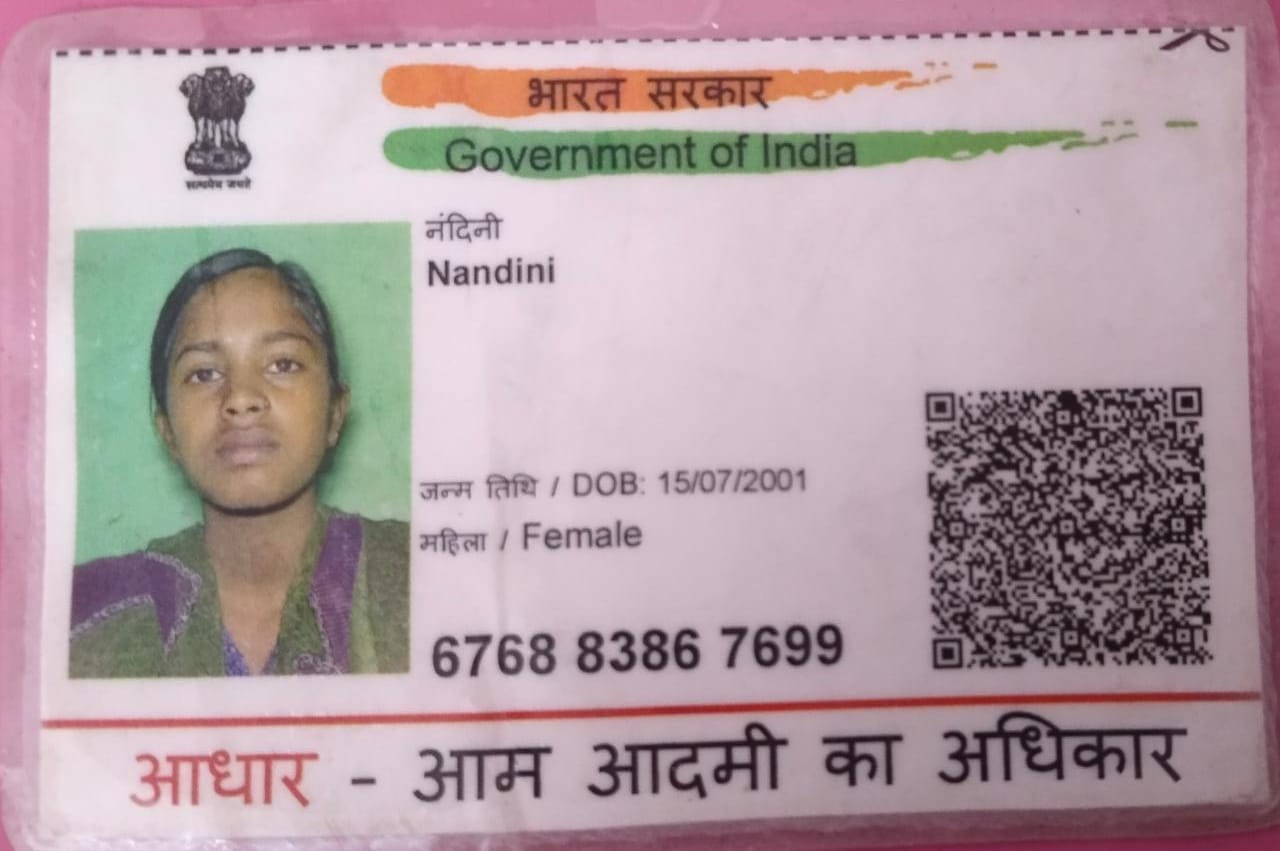 भारत सरकार
Government of India
सत्यमेव जयते
नंदिनी
Nandini
जन्म तिथि / DOB: 15/07/2001
महिला / Female
6768 8386 7699
आधार - आम आदमी का अधिकार